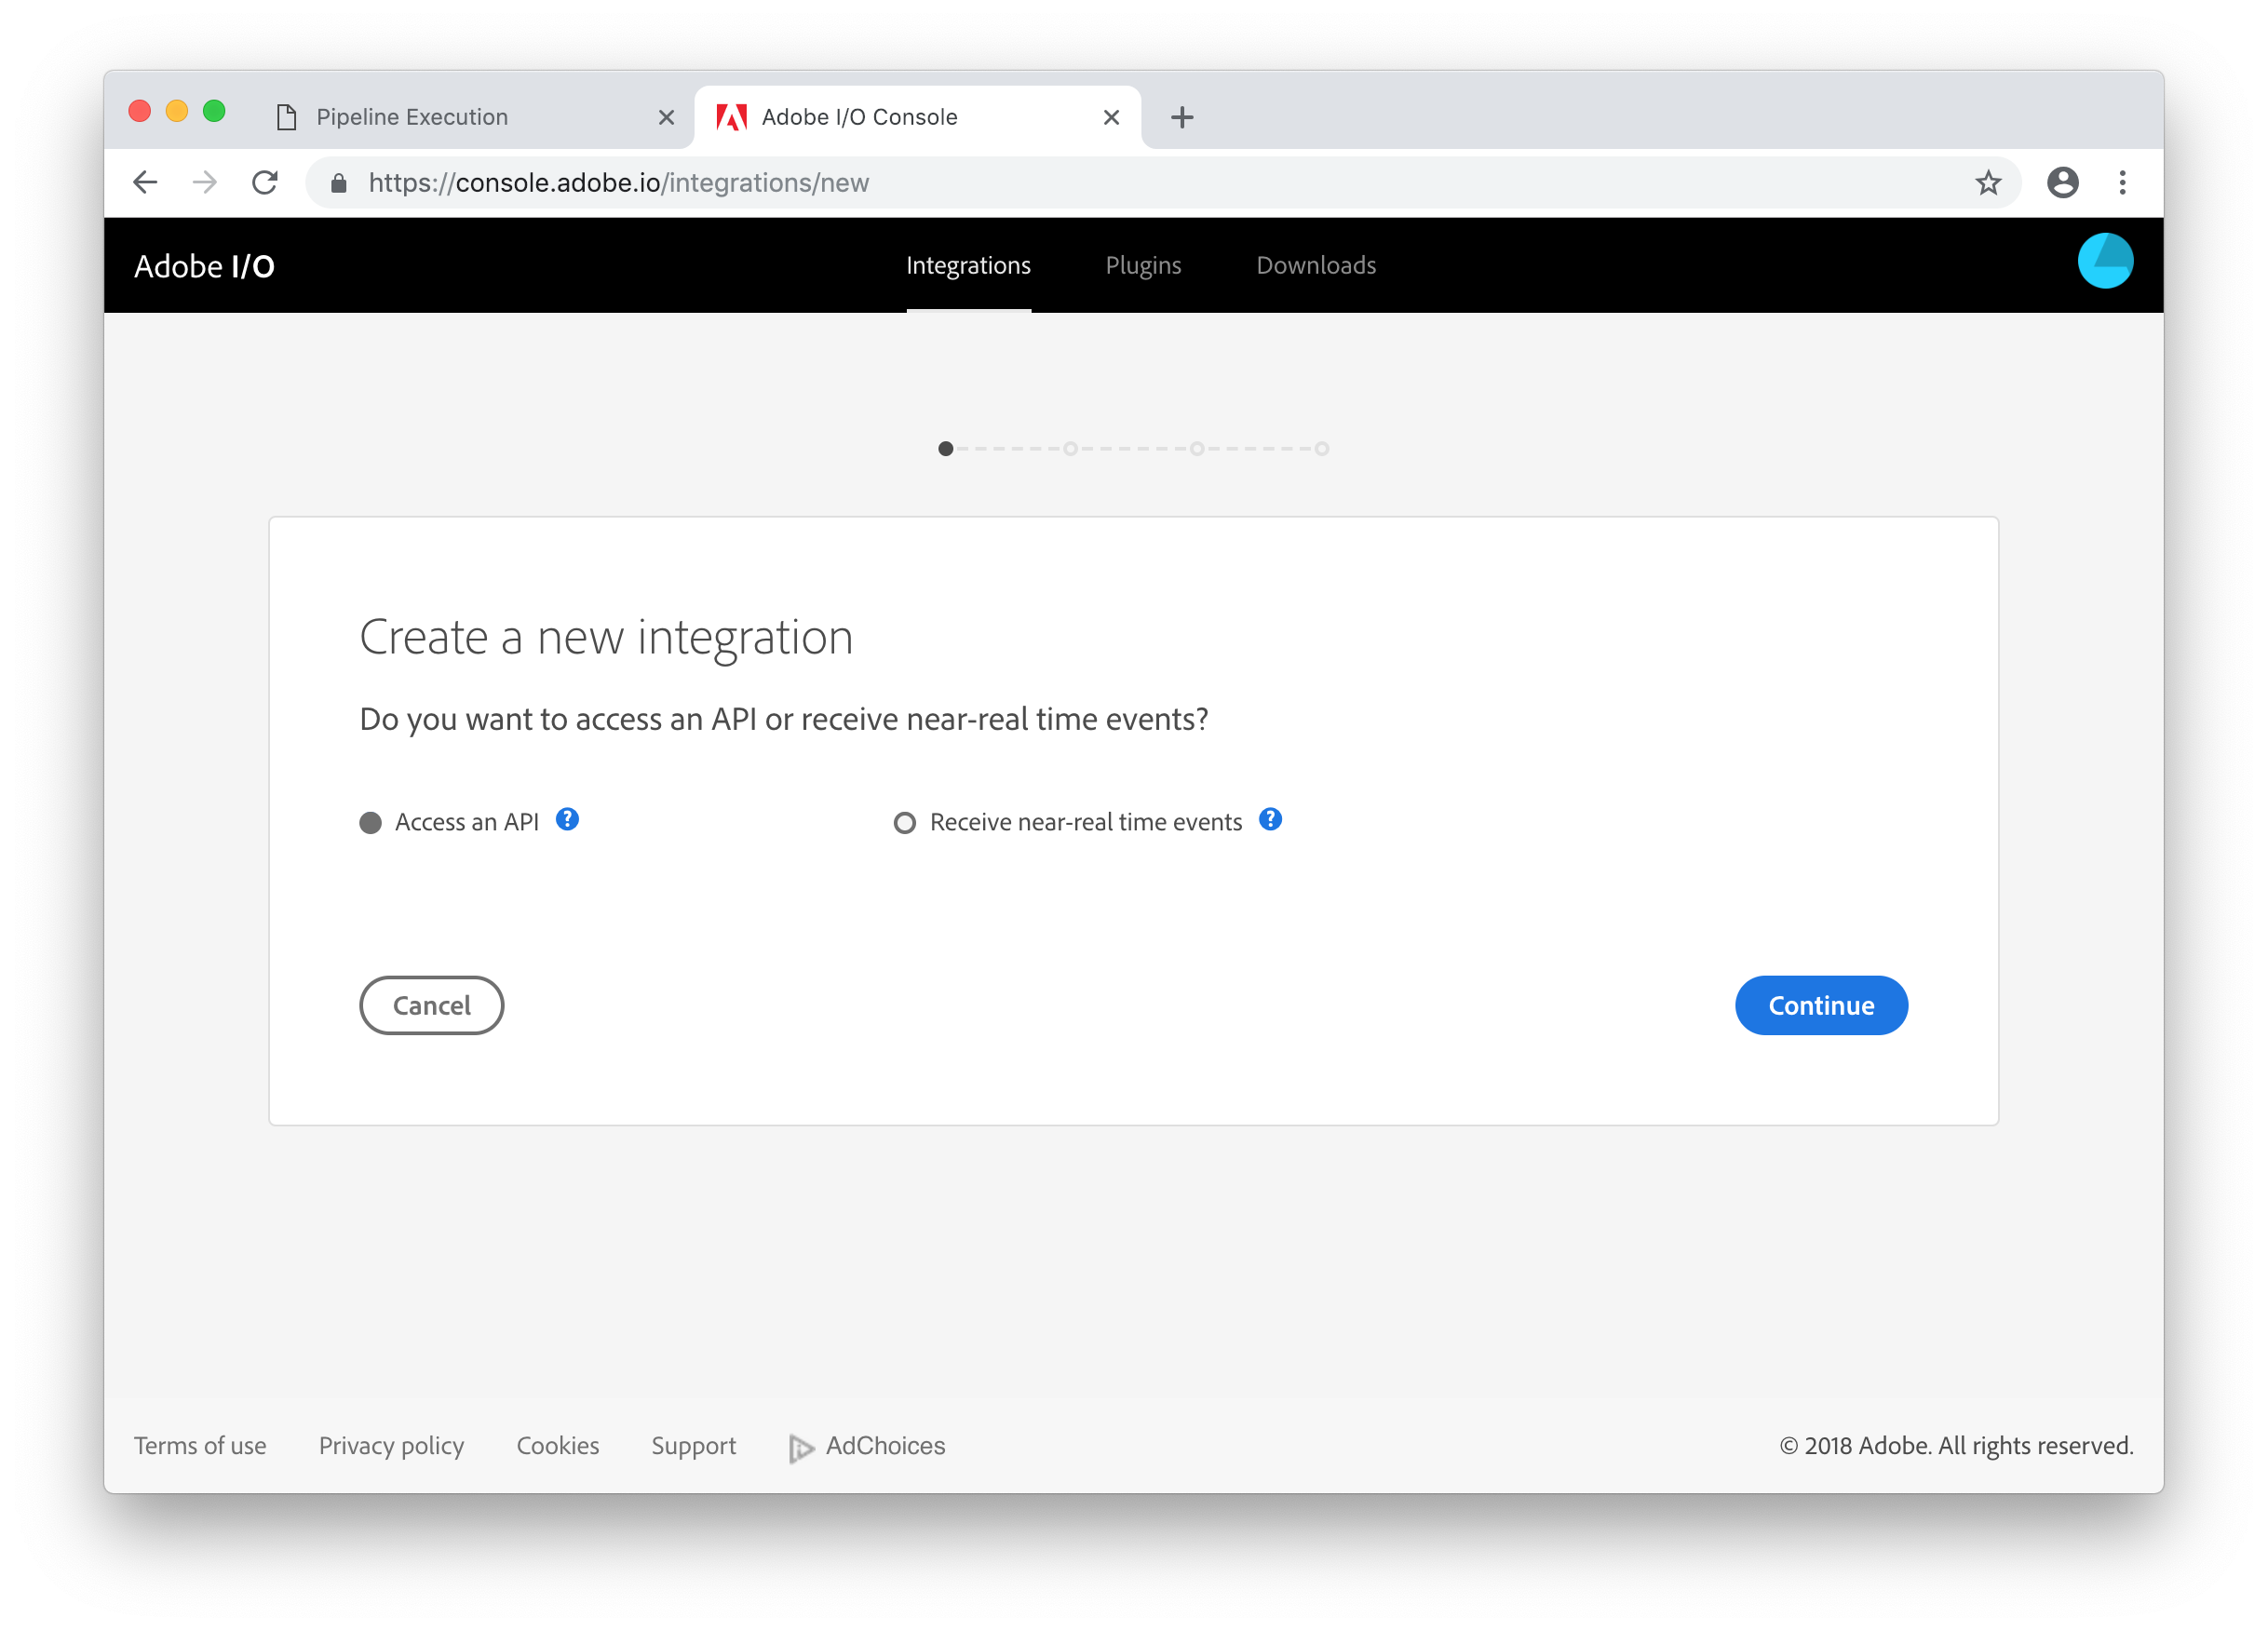 Pipeline Execution
Adobe I/O Console
https://console.adobe.io/integrations/new
Adobe I/O
Integrations
Plugins
Downloads
Create a new integration
Do you want to access an API or receive near-real time events?
Access an API ?
Receive near-real time events ?
Cancel
Continue
Terms of use
Privacy policy
Cookies
Support
AdChoices
© 2018 Adobe. All rights reserved.